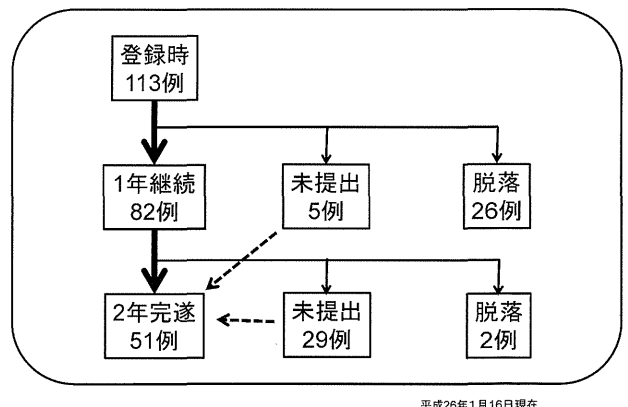 登録時
113例
1年継続
82例
未提出
5例
脱落
26例
2年完遂
51例
未提出
29例
脱落
2例
平成26年1月16日現在